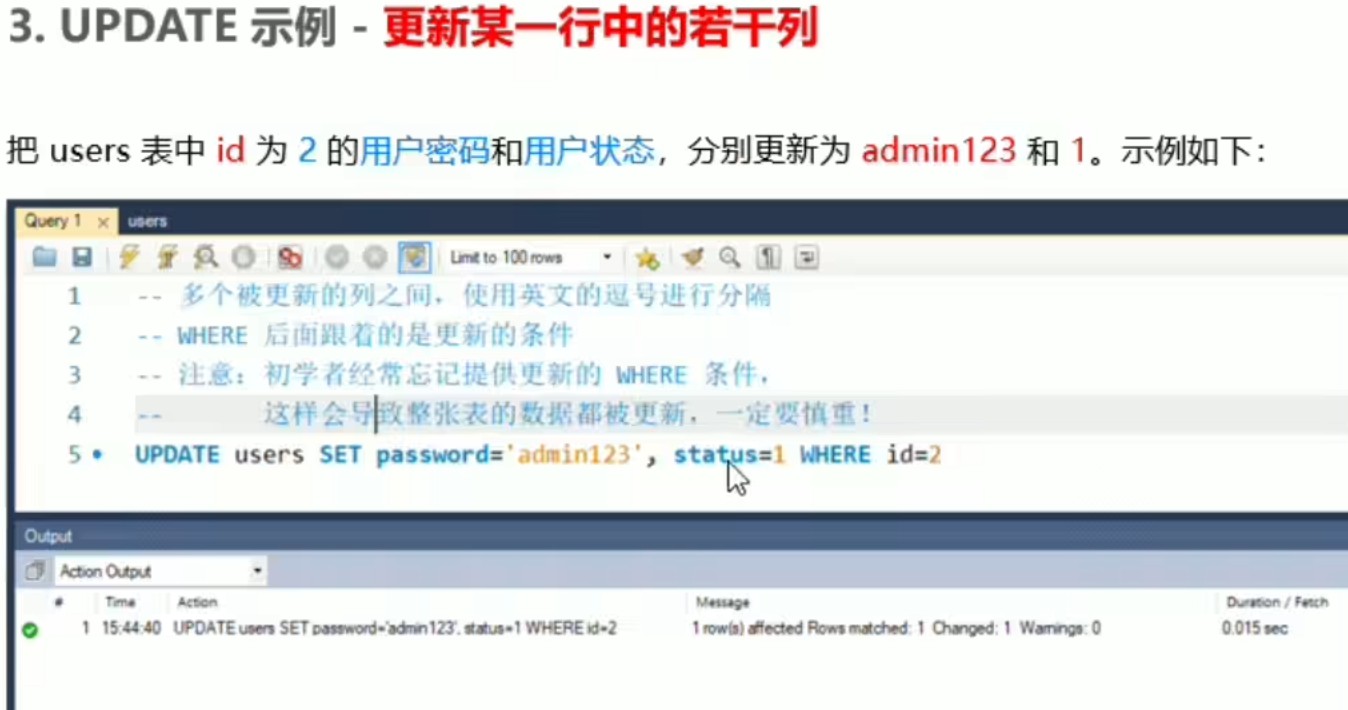 3. UPDATE 示例 - 更新某一行中的若干列
把 users 表中 id 为 2 的用户密码和用户状态，分别更新为 admin123 和 1。示例如下：
Query 1 × users
Limit to 100 rows
1 -- 多个被更新的列之间，使用英文的逗号进行分隔
2 -- WHERE 后面跟着的是更新的条件
3 -- 注意：初学者经常忘记提供更新的 WHERE 条件，
4 -- 这样会导致整张表的数据都被更新，一定要慎重！
5 UPDATE users SET password='admin123', status=1 WHERE id=2
Output
Action Output
# Time Action Message Duration / Fetch
1 15:44:40 UPDATE users SET password='admin123', status=1 WHERE id=2 1 row(s) affected Rows matched: 1 Changed: 1 Warnings: 0 0.015 sec